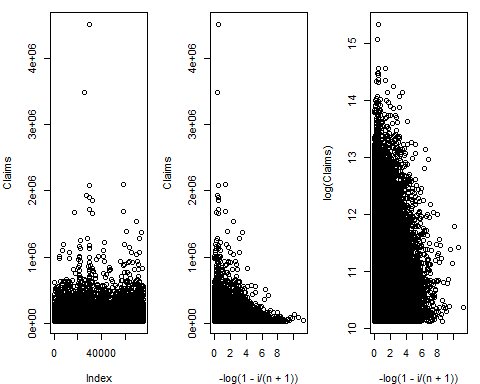 Claims
0e+00 1e+06 2e+06 3e+06 4e+06
0 40000
Index
Claims
0e+00 1e+06 2e+06 3e+06 4e+06
0 2 4 6 8
-log(1 - i/(n + 1))
log(Claims)
10 11 12 13 14 15
0 2 4 6 8
-log(1 - i/(n + 1))